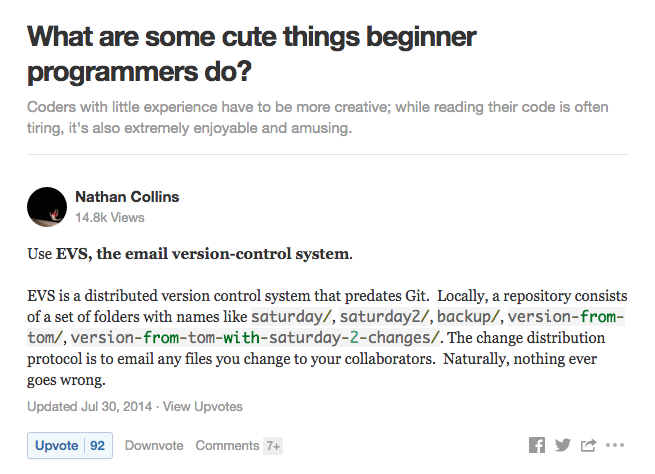 What are some cute things beginner
programmers do?
Coders with little experience have to be more creative; while reading their code is often
tiring, it's also extremely enjoyable and amusing.
Nathan Collins
14.8k Views
Use EVS, the email version-control system.
EVS is a distributed version control system that predates Git. Locally, a repository consists
of a set of folders with names like saturday/, saturday2/, backup/, version-from-
tom/, version-from-tom-with-saturday-2-changes/. The change distribution
protocol is to email any files you change to your collaborators. Naturally, nothing ever
goes wrong.
Updated Jul 30, 2014 · View Upvotes
Upvote 92 Downvote Comments 7+